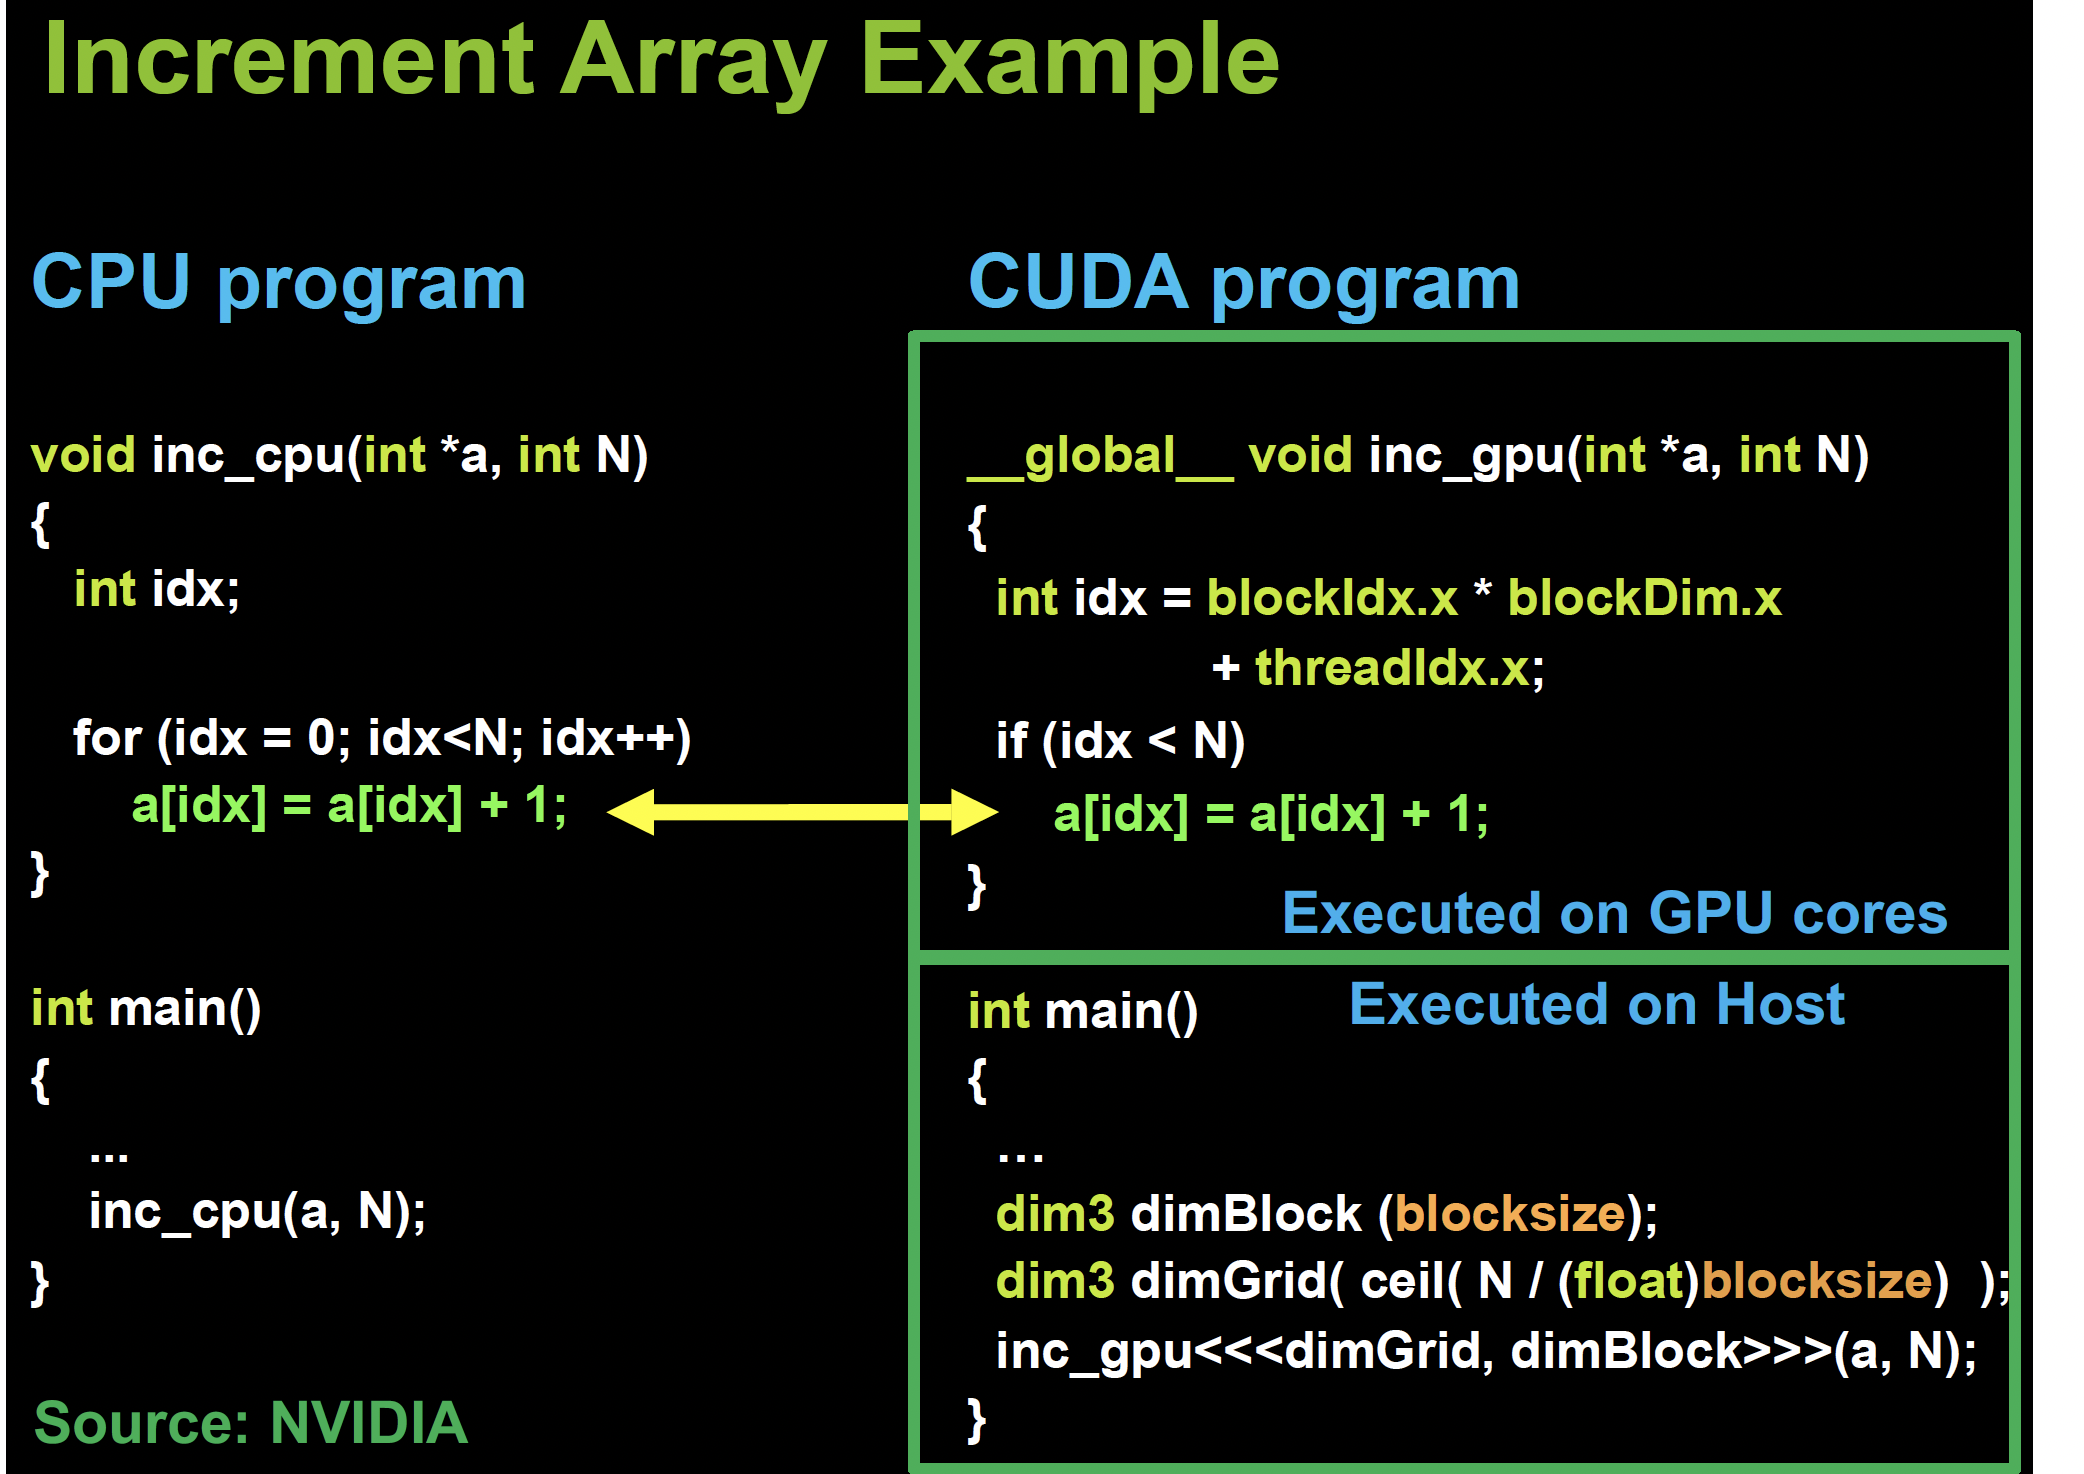 Increment Array Example
CPU program
void inc_cpu(int *a, int N)
{
int idx;
for (idx = 0; idx<N; idx++)
a[idx] = a[idx] + 1;
}
int main()
{
...
inc_cpu(a, N);
}
Source: NVIDIA
CUDA program
__global__ void inc_gpu(int *a, int N)
{
int idx = blockIdx.x * blockDim.x
+ threadIdx.x;
if (idx < N)
a[idx] = a[idx] + 1;
}
Executed on GPU cores
int main()
Executed on Host
{
…
dim3 dimBlock (blocksize);
dim3 dimGrid( ceil( N / (float)blocksize) );
inc_gpu<<<dimGrid, dimBlock>>>(a, N);
}